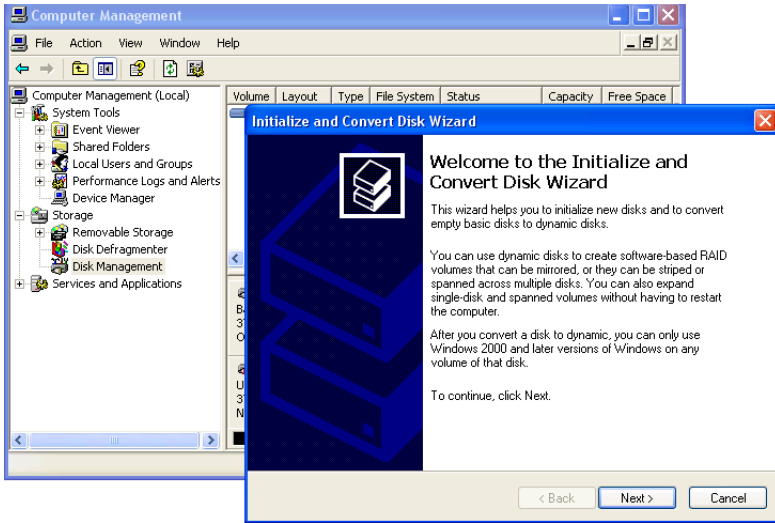 Computer Management
File Action View Window Help
Computer Management (Local)
System Tools
Event Viewer
Shared Folders
Local Users and Groups
Performance Logs and Alerts
Device Manager
Storage
Removable Storage
Disk Defragmenter
Disk Management
Services and Applications
Volume Layout Type File System Status Capacity Free Space
Ba
37
O
U
37
N
Initialize and Convert Disk Wizard
Welcome to the Initialize and
Convert Disk Wizard
This wizard helps you to initialize new disks and to convert
empty basic disks to dynamic disks.
You can use dynamic disks to create software-based RAID
volumes that can be mirrored, or they can be striped or
spanned across multiple disks. You can also expand
single-disk and spanned volumes without having to restart
the computer.
After you convert a disk to dynamic, you can only use
Windows 2000 and later versions of Windows on any
volume of that disk.
To continue, click Next.
< Back Next > Cancel